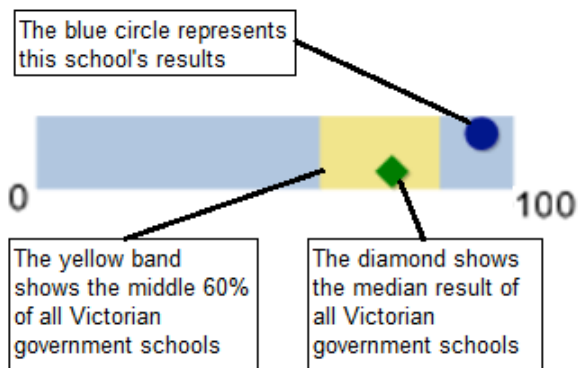 The blue circle represents
this school's results
0
100
The yellow band
shows the middle 60%
of all Victorian
government schools
The diamond shows
the median result of
all Victorian
government schools